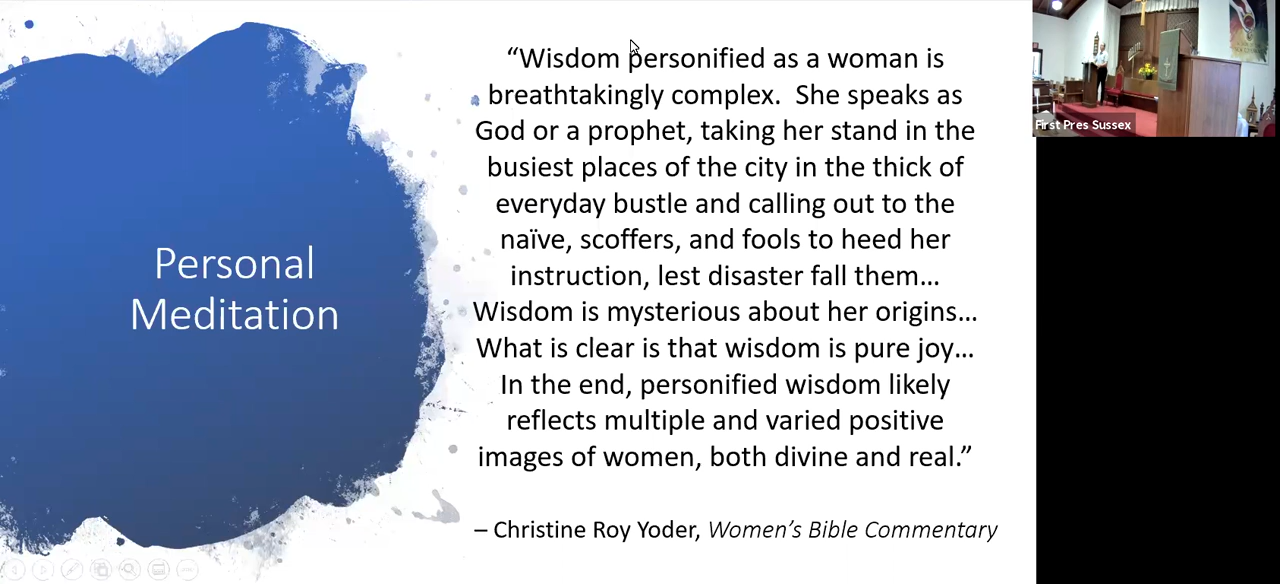 Personal
Meditation
“Wisdom personified as a woman is
breathtakingly complex.  She speaks as
God or a prophet, taking her stand in the
busiest places of the city in the thick of
everyday bustle and calling out to the
naïve, scoffers, and fools to heed her
instruction, lest disaster fall them…
Wisdom is mysterious about her origins…
What is clear is that wisdom is pure joy…
In the end, personified wisdom likely
reflects multiple and varied positive
images of women, both divine and real.”
– Christine Roy Yoder, Women’s Bible Commentary
First Pres Sussex